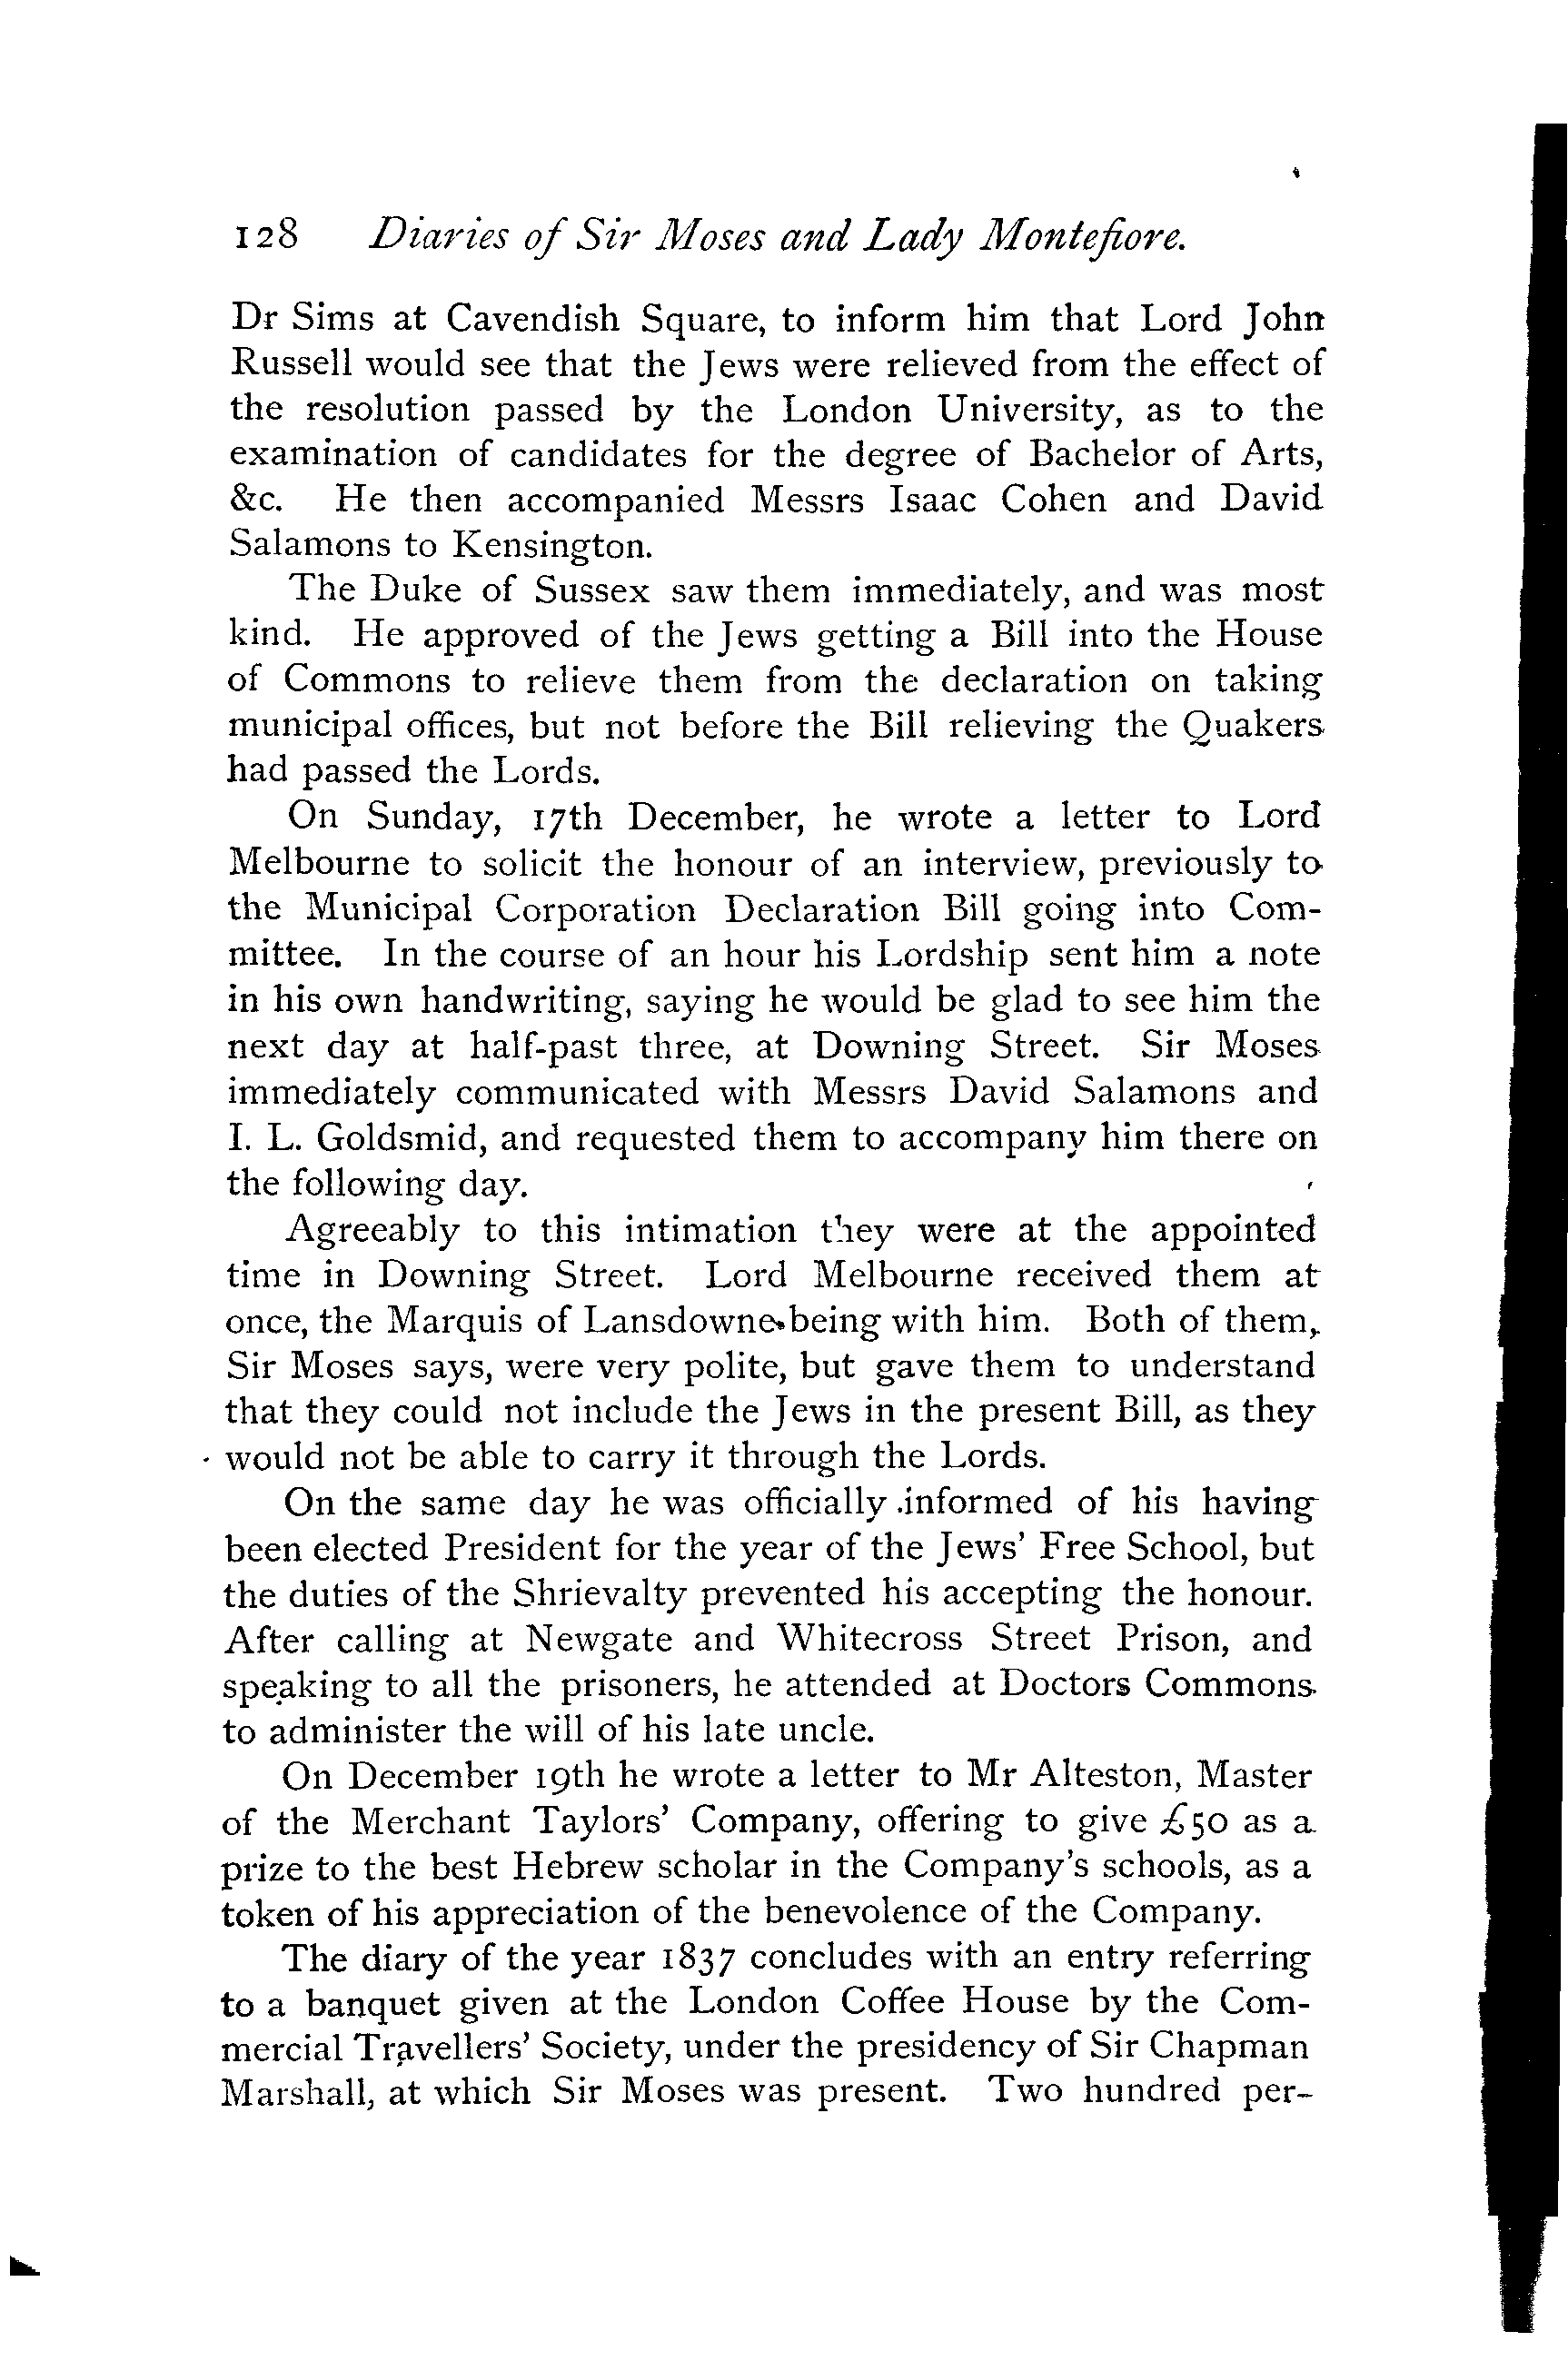 128 Diaries of Sir Moses and Lady Montefiore.
Dr Sims at Cavendish Square, to inform him that Lord John
Russell would see that the Jews were relieved from the effect of
the resolution passed by the London University, as to the
examination of candidates for the degree of Bachelor of Arts,
&c. He then accompanied Messrs Isaac Cohen and David
Salamons to Kensington.
The Duke of Sussex saw them immediately, and was most
kind. He approved of the Jews getting a Bill into the House
of Commons to relieve them from the declaration on taking
municipal offices, but not before the Bill relieving the Quakers
had passed the Lords.
On Sunday, 17th December, he wrote a letter to Lord
Melbourne to solicit the honour of an interview, previously to
the Municipal Corporation Declaration Bill going into Com-
mittee. In the course of an hour his Lordship sent him a note
in his own handwriting, saying he would be glad to see him the
next day at half-past three, at Downing Street. Sir Moses
immediately communicated with Messrs David Salamons and
I. L. Goldsmid, and requested them to accompany him there on
the following day.
Agreeably to this intimation they were at the appointed
time in Downing Street. Lord Melbourne received them at
once, the Marquis of Lansdowne being with him. Both of them,
Sir Moses says, were very polite, but gave them to understand
that they could not include the Jews in the present Bill, as they
would not be able to carry it through the Lords.
On the same day he was officially informed of his having
been elected President for the year of the Jews' Free School, but
the duties of the Shrievalty prevented his accepting the honour.
After calling at Newgate and Whitecross Street Prison, and
speaking to all the prisoners, he attended at Doctors Commons
to administer the will of his late uncle.
On December 19th he wrote a letter to Mr Alteston, Master
of the Merchant Taylors' Company, offering to give £50 as a
prize to the best Hebrew scholar in the Company's schools, as a
token of his appreciation of the benevolence of the Company.
The diary of the year 1837 concludes with an entry referring
to a banquet given at the London Coffee House by the Com-
mercial Travellers' Society, under the presidency of Sir Chapman
Marshall, at which Sir Moses was present. Two hundred per-